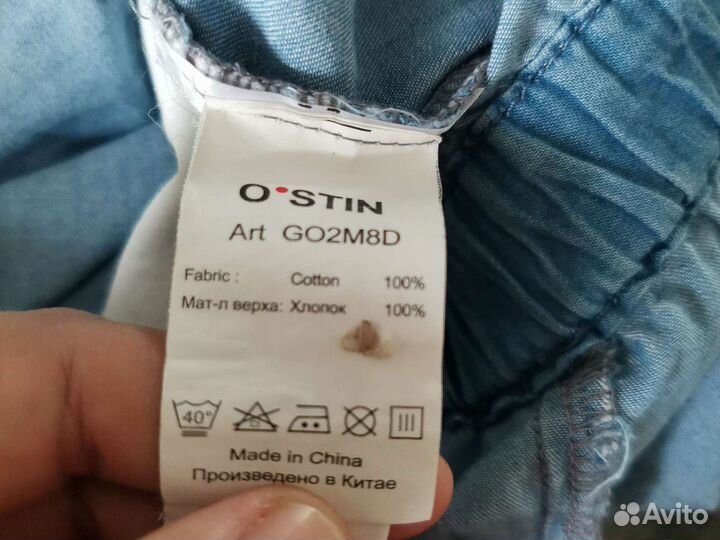 O'STIN
Art GO2M8D
Fabric : Cotton 100%
Мат-л верха: Хлопок 100%
40°
Made in China
Произведено в Китае
Avito